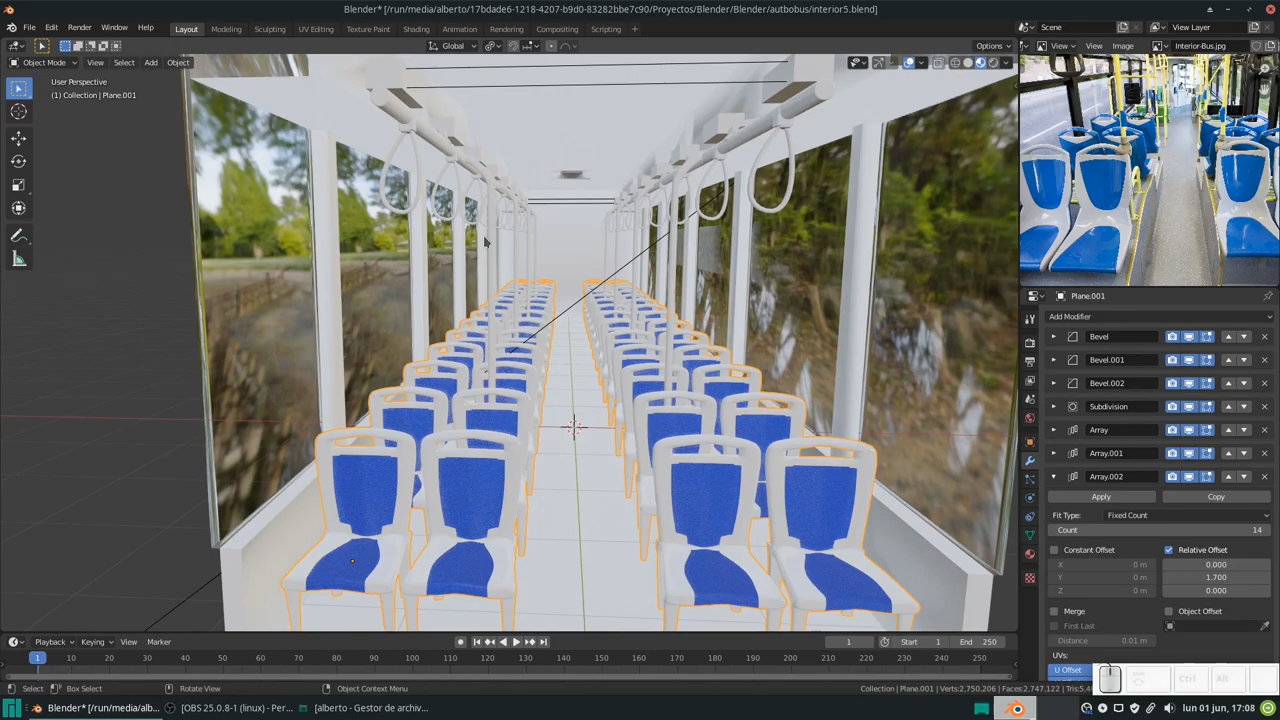 Blender* [/run/media/alberto/17bdade6-1218-4207-b9d0-83282bbe7c90/Proyectos/Blender/autbobus/interior5.blend]
File Edit Render Window Help Layout Modeling Sculpting UV Editing Texture Paint Shading Animation Rendering Compositing Scripting + Scene View Layer
Global Options View View Image Interior-Bus.jpg
Object Mode View Select Add Object
User Perspective
(1) Collection | Plane.001
Plane.001
Add Modifier
Bevel
Bevel.001
Bevel.002
Subdivision
Array
Array.001
Array.002
Apply Copy
Fit Type: Fixed Count
Count 14
Constant Offset Relative Offset
X 0 m 0.000
Y 0 m 1.700
Z 0 m 0.000
Merge Object Offset
First Last
Distance 0.01 m
UVs:
U Offset
Ctrl Alt
Playback Keying View Marker 1 Start 1 End 250
1 10 20 30 40 50 60 70 80 90 100 110 120 130 140 150 160 170 180 190 200 210 220 230 240 250
Select Box Select Rotate View Object Context Menu Collection | Plane.001 | Verts:2,750,206 | Faces:2,747,122 |
Blender* [/run/media/alb... [OBS 25.0.8-1 (linux) - Per... [alberto - Gestor de archiv... lun 01 jun, 17:08